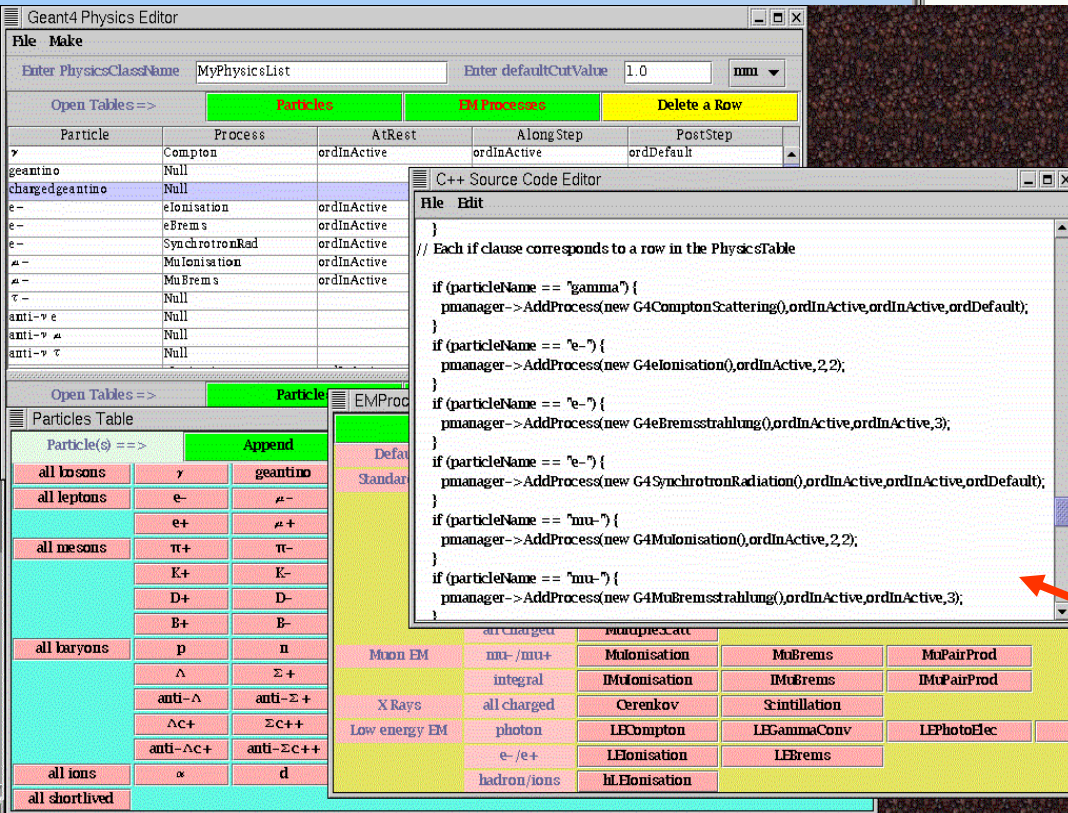 Geant4 Physics Editor
File Make
Enter PhysicsClassName MyPhysicsList Enter defaultCutValue 1.0 mm
Open Tables => Particles EM Processes Delete a Row
Particle Process AtRest AlongStep PostStep
γ Compton ordInActive ordInActive ordDefault
geantino Null
chargedgeantino Null
e- eIonisation ordInActive
e- eBrems ordInActive
e- SynchrotronRad ordInActive
μ- MuIonisation ordInActive
μ- MuBrems ordInActive
τ- Null
anti-ν e Null
anti-ν μ Null
anti-ν τ Null
Open Tables => Particle
C++ Source Code Editor
File Edit
}
// Each if clause corresponds to a row in the PhysicsTable
if (particleName == "gamma") {
pmanager->AddProcess(new G4ComptonScattering(),ordInActive,ordInActive,ordDefault);
}
if (particleName == "e-") {
pmanager->AddProcess(new G4eIonisation(),ordInActive,2,2);
}
if (particleName == "e-") {
pmanager->AddProcess(new G4eBremsstrahlung(),ordInActive,ordInActive,3);
}
if (particleName == "e-") {
pmanager->AddProcess(new G4SynchrotronRadiation(),ordInActive,ordInActive,ordDefault);
}
if (particleName == "mu-") {
pmanager->AddProcess(new G4MuIonisation(),ordInActive,2,2);
}
if (particleName == "mu-") {
pmanager->AddProcess(new G4MuBremsstrahlung(),ordInActive,ordInActive,3);
}
Particles Table
Particle(s) ==> Append
all bosons γ geantino
all leptons e- μ-
e+ μ+
all mesons π+ π-
K+ K-
D+ D-
B+ B-
all baryons p n
Λ Σ+
anti-Λ anti-Σ+
Λc+ Σc++
anti-Λc+ anti-Σc++
all ions α d
all shortlived
EMProc
Defau
Standar
all charged MultipleScatt
Muon EM mu-/mu+ MuIonisation MuBrems MuPairProd
integral IMuIonisation IMuBrems IMuPairProd
X Rays all charged Cerenkov Scintillation
Low energy EM photon LECompton LEGammaConv LEPhotoElec
e-/e+ LEIonisation LEBrems
hadron/ions hLEIonisation